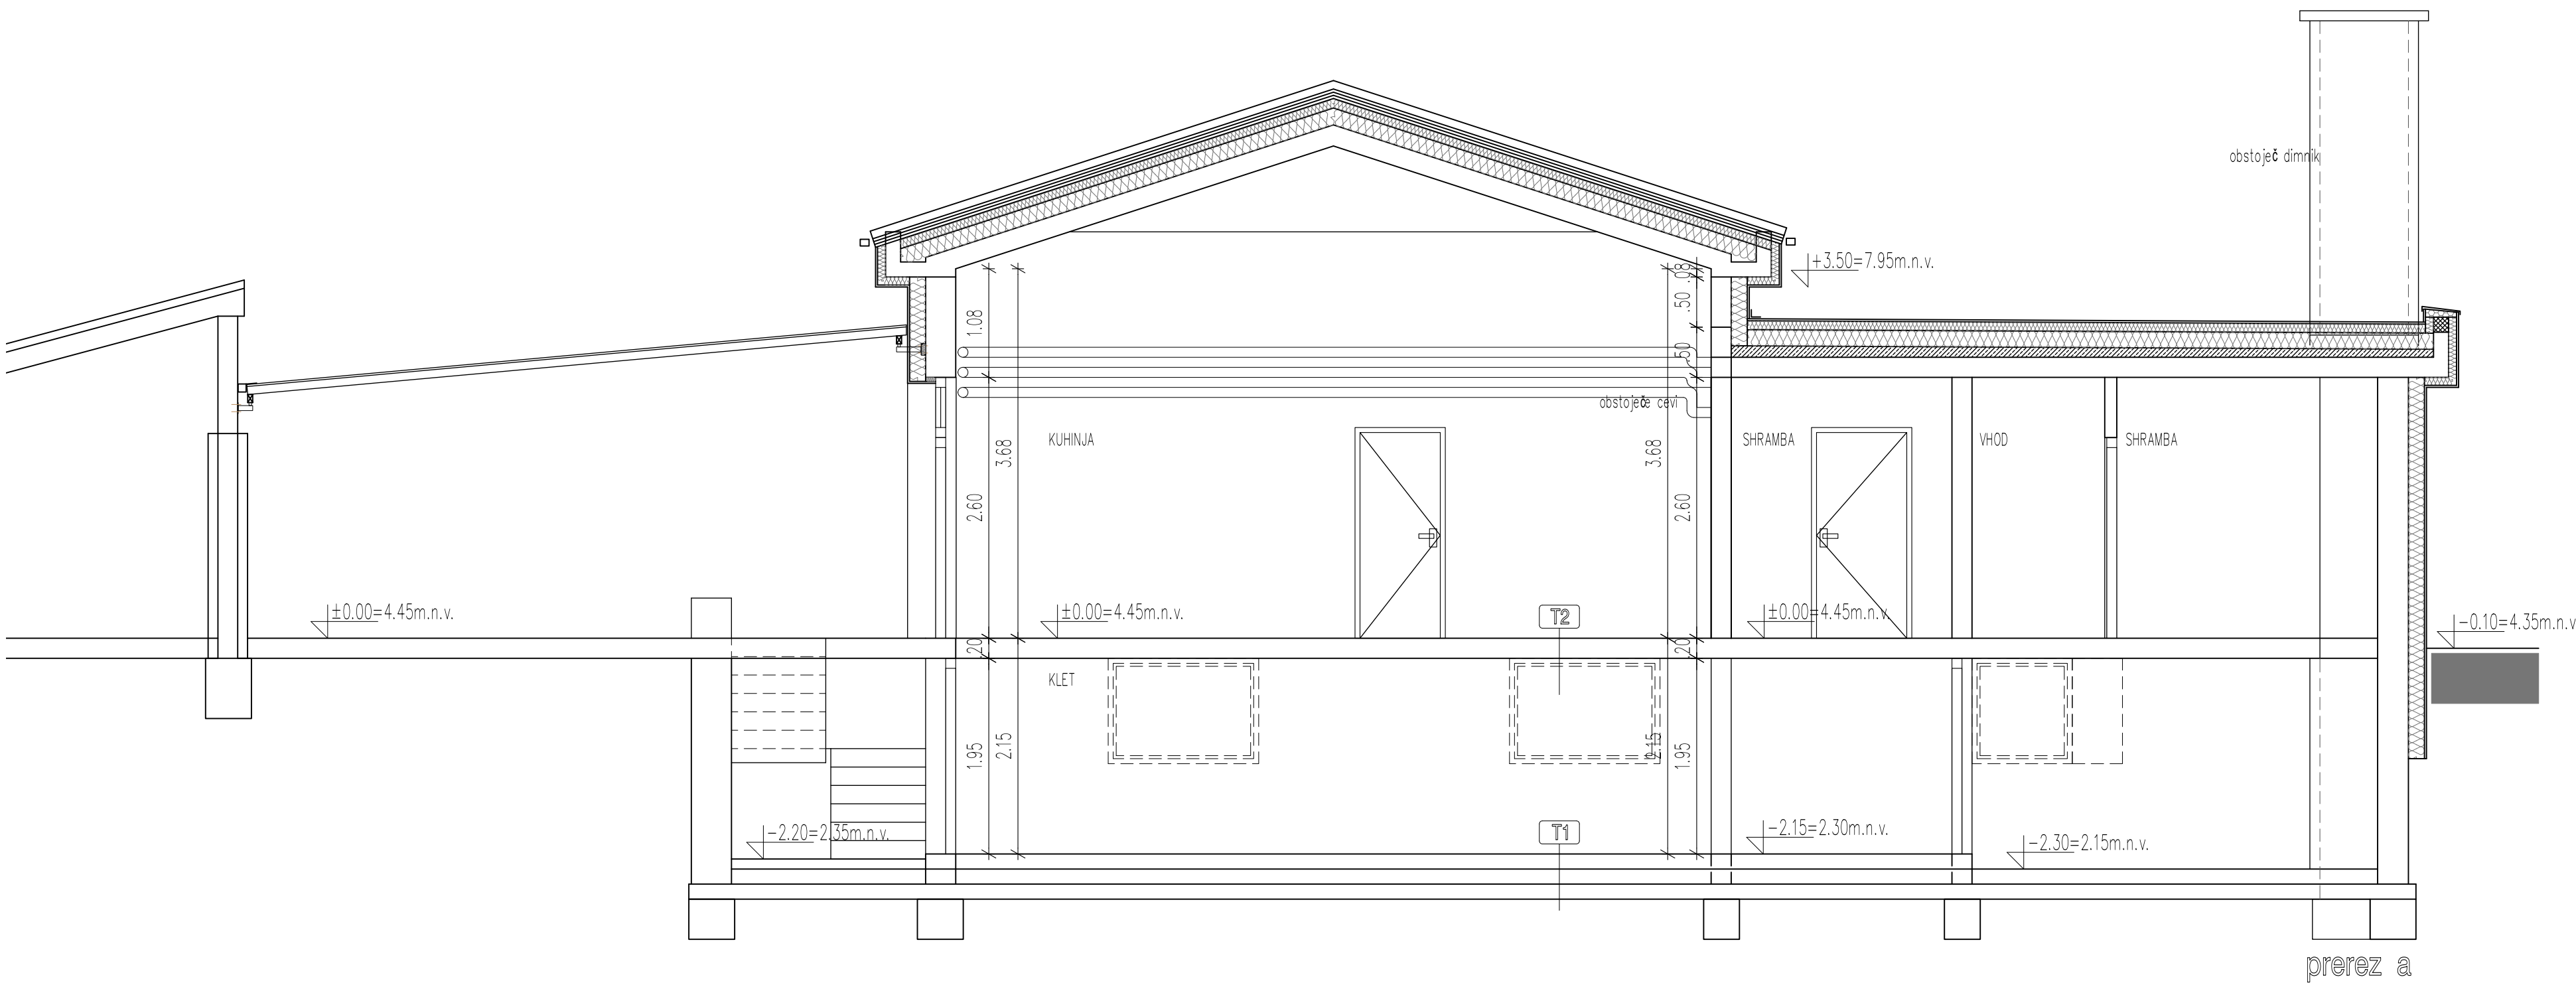 obstoječ dimnik
+3.50=7.95m.n.v.
.08
.50
1.08
.50
obstoječe cevi
KUHINJA
SHRAMBA
VHOD
SHRAMBA
3.68
3.68
2.60
2.60
±0.00=4.45m.n.v.
±0.00=4.45m.n.v.
T2
±0.00=4.45m.n.v.
-0.10=4.35m.n.v.
.20
.20
KLET
1.95
2.15
2.15
1.95
-2.20=2.35m.n.v.
T1
-2.15=2.30m.n.v.
-2.30=2.15m.n.v.
prerez a